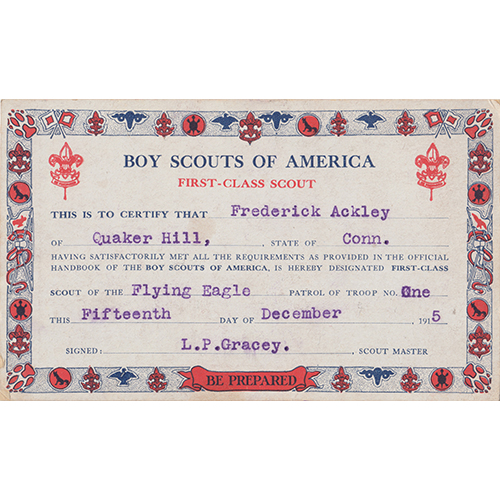 BOY SCOUTS OF AMERICA
FIRST-CLASS SCOUT
THIS IS TO CERTIFY THAT Frederick Ackley
OF Quaker Hill, , STATE OF Conn.
HAVING SATISFACTORILY MET ALL THE REQUIREMENTS AS PROVIDED IN THE OFFICIAL
HANDBOOK OF THE BOY SCOUTS OF AMERICA, IS HEREBY DESIGNATED FIRST-CLASS
SCOUT OF THE Flying Eagle PATROL OF TROOP NO. One
THIS Fifteenth DAY OF December , 1915
SIGNED: L.P.Gracey. , SCOUT MASTER
BE PREPARED